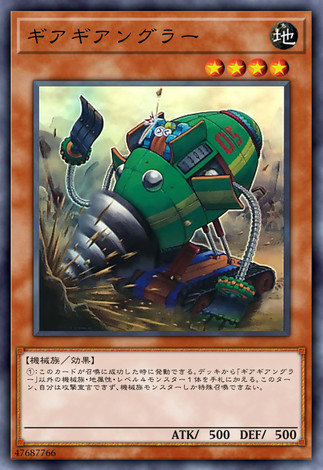 ギアギアングラー
地
05
【機械族／効果】
①：このカードが召喚に成功した時に発動できる。デッキから「ギアギアングラ
ー」以外の機械族・地属性・レベル４モンスター１体を手札に加える。このター
ン、自分は攻撃宣言できず、機械族モンスターしか特殊召喚できない。
ATK/ 500 DEF/ 500
47687766